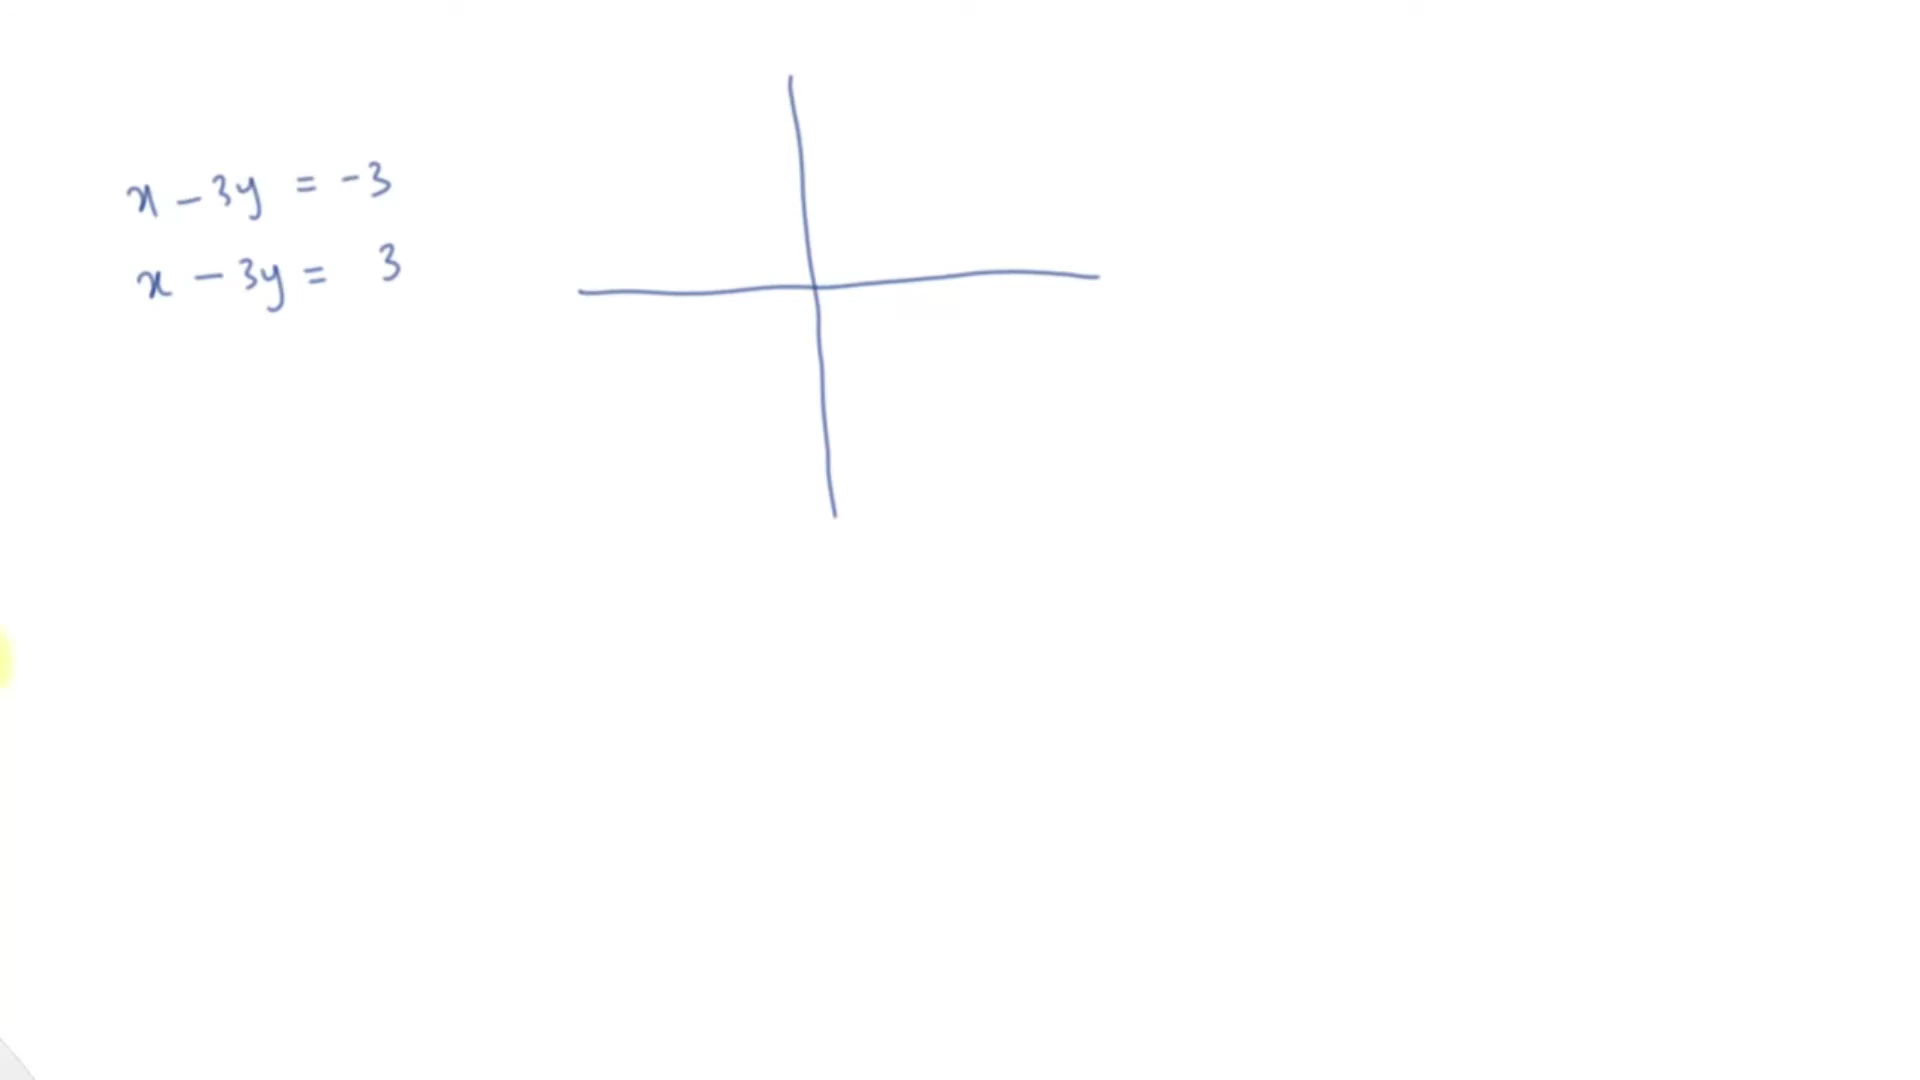 x - 3y = -3
x - 3y = 3